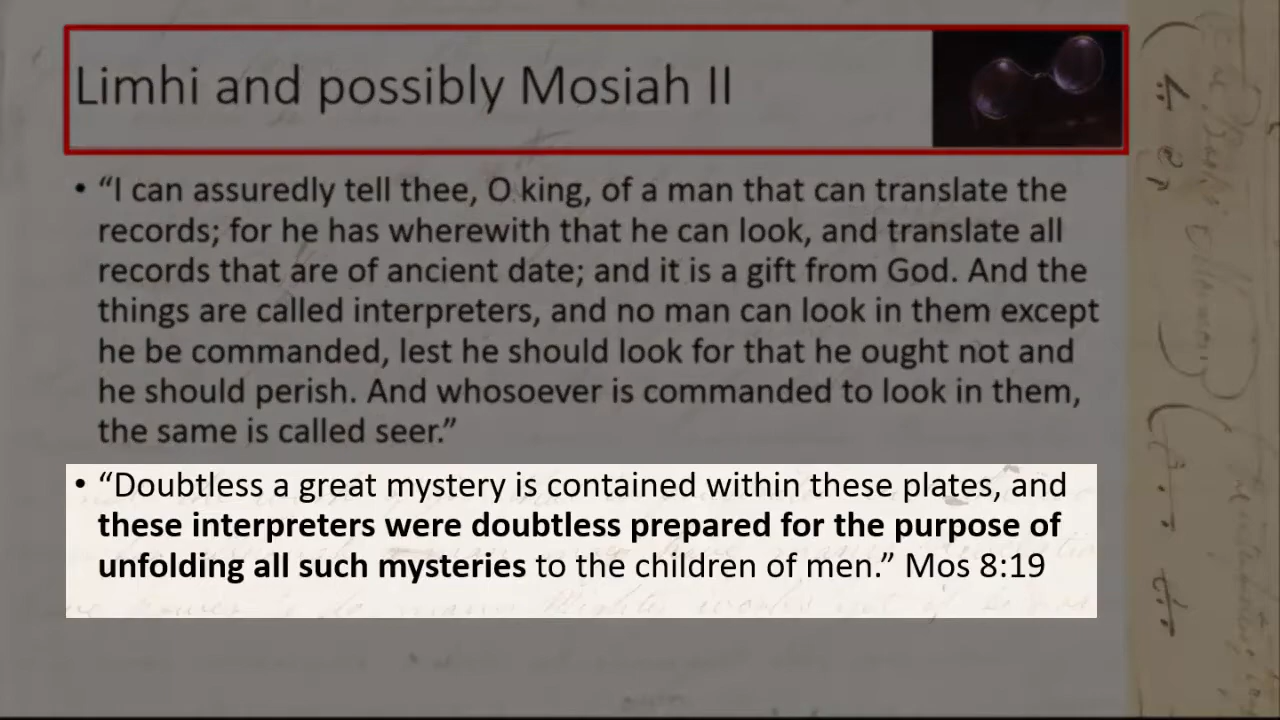 Limhi and possibly Mosiah II
• “I can assuredly tell thee, O king, of a man that can translate the
records; for he has wherewith that he can look, and translate all
records that are of ancient date; and it is a gift from God. And the
things are called interpreters, and no man can look in them except
he be commanded, lest he should look for that he ought not and
he should perish. And whosoever is commanded to look in them,
the same is called seer.”
• “Doubtless a great mystery is contained within these plates, and
these interpreters were doubtless prepared for the purpose of
unfolding all such mysteries to the children of men.” Mos 8:19